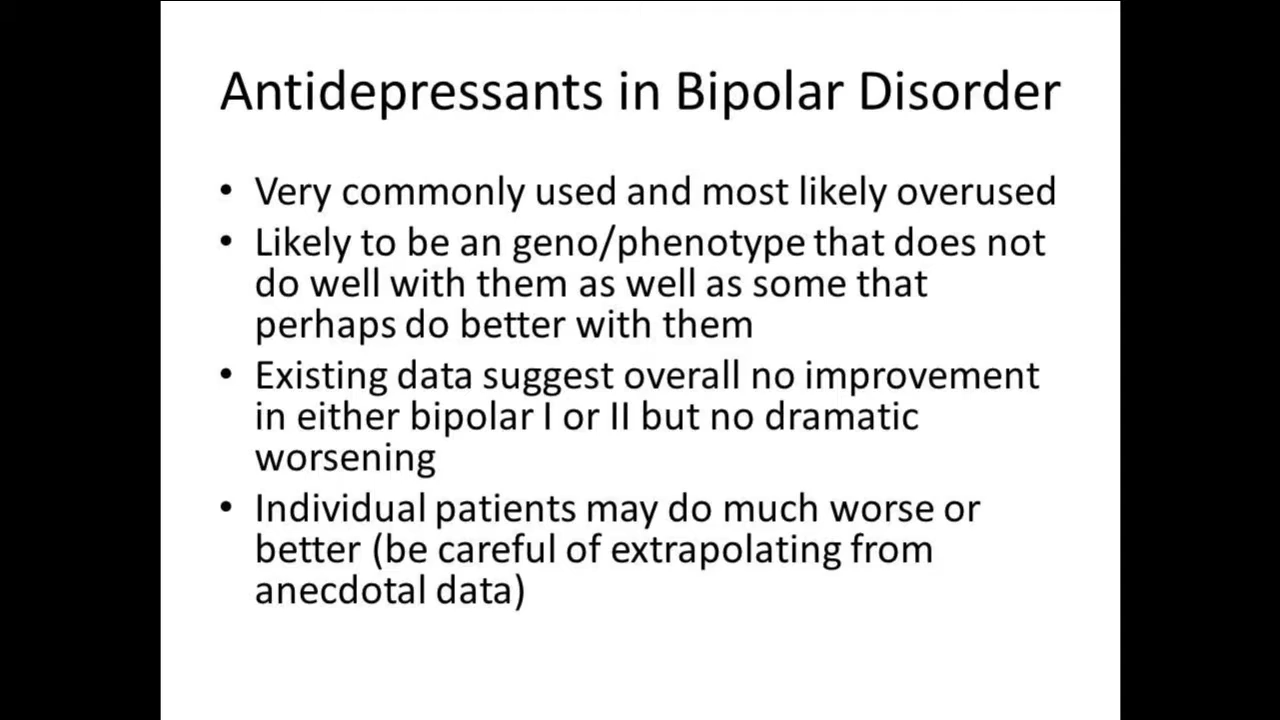 Antidepressants in Bipolar Disorder
• Very commonly used and most likely overused
• Likely to be an geno/phenotype that does not
do well with them as well as some that
perhaps do better with them
• Existing data suggest overall no improvement
in either bipolar I or II but no dramatic
worsening
• Individual patients may do much worse or
better (be careful of extrapolating from
anecdotal data)